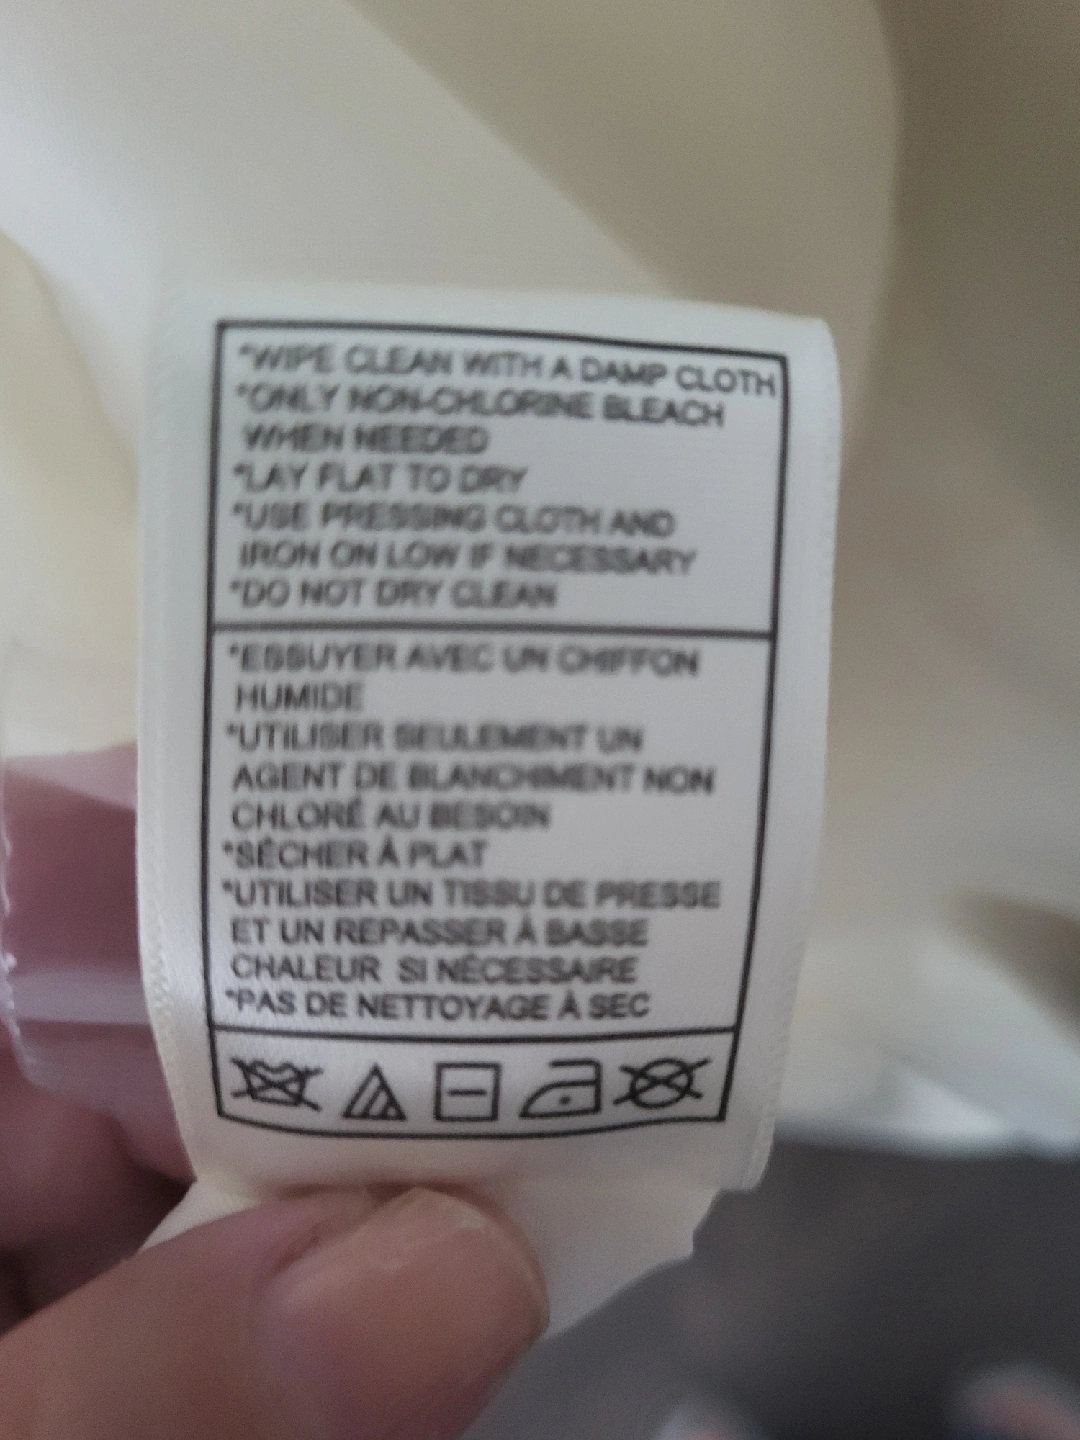 *WIPE CLEAN WITH A DAMP CLOTH
*ONLY NON-CHLORINE BLEACH
WHEN NEEDED
*LAY FLAT TO DRY
*USE PRESSING CLOTH AND
IRON ON LOW IF NECESSARY
*DO NOT DRY CLEAN
*ESSUYER AVEC UN CHIFFON
HUMIDE
*UTILISER SEULEMENT UN
AGENT DE BLANCHIMENT NON
CHLORÉ AU BESOIN
*SÉCHER À PLAT
*UTILISER UN TISSU DE PRESSE
ET UN REPASSER À BASSE
CHALEUR SI NÉCESSAIRE
*PAS DE NETTOYAGE À SEC